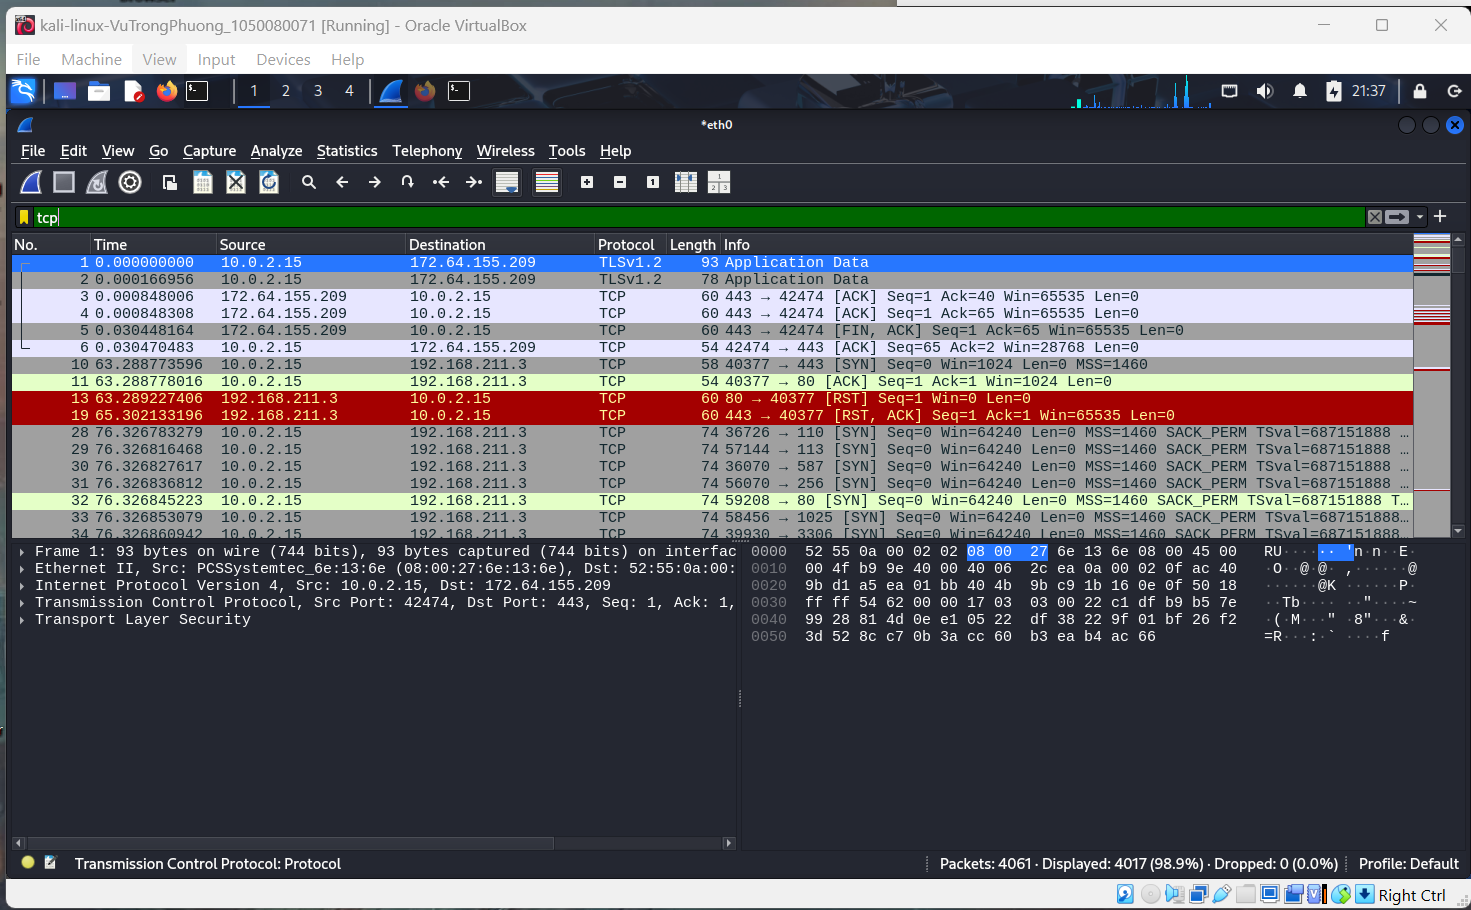 kali-linux-VuTrongPhuong_1050080071 [Running] - Oracle VirtualBox
File Machine View Input Devices Help
1 2 3 4 21:37
*eth0
File Edit View Go Capture Analyze Statistics Telephony Wireless Tools Help
tcp
No. Time Source Destination Protocol Length Info
1 0.000000000 10.0.2.15 172.64.155.209 TLSv1.2 93 Application Data
2 0.000166956 10.0.2.15 172.64.155.209 TLSv1.2 78 Application Data
3 0.000848006 172.64.155.209 10.0.2.15 TCP 60 443 → 42474 [ACK] Seq=1 Ack=40 Win=65535 Len=0
4 0.000848308 172.64.155.209 10.0.2.15 TCP 60 443 → 42474 [ACK] Seq=1 Ack=65 Win=65535 Len=0
5 0.030448164 172.64.155.209 10.0.2.15 TCP 60 443 → 42474 [FIN, ACK] Seq=1 Ack=65 Win=65535 Len=0
6 0.030470483 10.0.2.15 172.64.155.209 TCP 54 42474 → 443 [ACK] Seq=65 Ack=2 Win=28768 Len=0
10 63.288773596 10.0.2.15 192.168.211.3 TCP 58 40377 → 443 [SYN] Seq=0 Win=1024 Len=0 MSS=1460
11 63.288778016 10.0.2.15 192.168.211.3 TCP 54 40377 → 80 [ACK] Seq=1 Ack=1 Win=1024 Len=0
13 63.289227406 192.168.211.3 10.0.2.15 TCP 60 80 → 40377 [RST] Seq=1 Win=0 Len=0
19 65.302133196 192.168.211.3 10.0.2.15 TCP 60 443 → 40377 [RST, ACK] Seq=1 Ack=1 Win=65535 Len=0
28 76.326783279 10.0.2.15 192.168.211.3 TCP 74 36726 → 110 [SYN] Seq=0 Win=64240 Len=0 MSS=1460 SACK_PERM TSval=687151888 …
29 76.326816468 10.0.2.15 192.168.211.3 TCP 74 57144 → 113 [SYN] Seq=0 Win=64240 Len=0 MSS=1460 SACK_PERM TSval=687151888 …
30 76.326827617 10.0.2.15 192.168.211.3 TCP 74 36070 → 587 [SYN] Seq=0 Win=64240 Len=0 MSS=1460 SACK_PERM TSval=687151888 …
31 76.326836812 10.0.2.15 192.168.211.3 TCP 74 56070 → 256 [SYN] Seq=0 Win=64240 Len=0 MSS=1460 SACK_PERM TSval=687151888 …
32 76.326845223 10.0.2.15 192.168.211.3 TCP 74 59208 → 80 [SYN] Seq=0 Win=64240 Len=0 MSS=1460 SACK_PERM TSval=687151888 T…
33 76.326853079 10.0.2.15 192.168.211.3 TCP 74 58456 → 1025 [SYN] Seq=0 Win=64240 Len=0 MSS=1460 SACK_PERM TSval=687151888…
34 76.326860942 10.0.2.15 192.168.211.3 TCP 74 39930 → 3306 [SYN] Seq=0 Win=64240 Len=0 MSS=1460 SACK_PERM TSval=687151888…
Frame 1: 93 bytes on wire (744 bits), 93 bytes captured (744 bits) on interfac
Ethernet II, Src: PCSSystemtec_6e:13:6e (08:00:27:6e:13:6e), Dst: 52:55:0a:00:
Internet Protocol Version 4, Src: 10.0.2.15, Dst: 172.64.155.209
Transmission Control Protocol, Src Port: 42474, Dst Port: 443, Seq: 1, Ack: 1,
Transport Layer Security
0000 52 55 0a 00 02 02 08 00 27 6e 13 6e 08 00 45 00 RU······ 'n·n··E·
0010 00 4f b9 9e 40 00 40 06 2c ea 0a 00 02 0f ac 40 ·O··@·@· ,······@
0020 9b d1 a5 ea 01 bb 40 4b 9b c9 1b 16 0e 0f 50 18 ······@K ······P·
0030 ff ff 54 62 00 00 17 03 03 00 22 c1 df b9 b5 7e ··Tb···· ··"····~
0040 99 28 81 4d 0e e1 05 22 df 38 22 9f 01 bf 26 f2 ·(·M···" ·8"···&·
0050 3d 52 8c c7 0b 3a cc 60 b3 ea b4 ac 66 =R···:·` ····f
Transmission Control Protocol: Protocol
Packets: 4061 · Displayed: 4017 (98.9%) · Dropped: 0 (0.0%)
Profile: Default
Right Ctrl